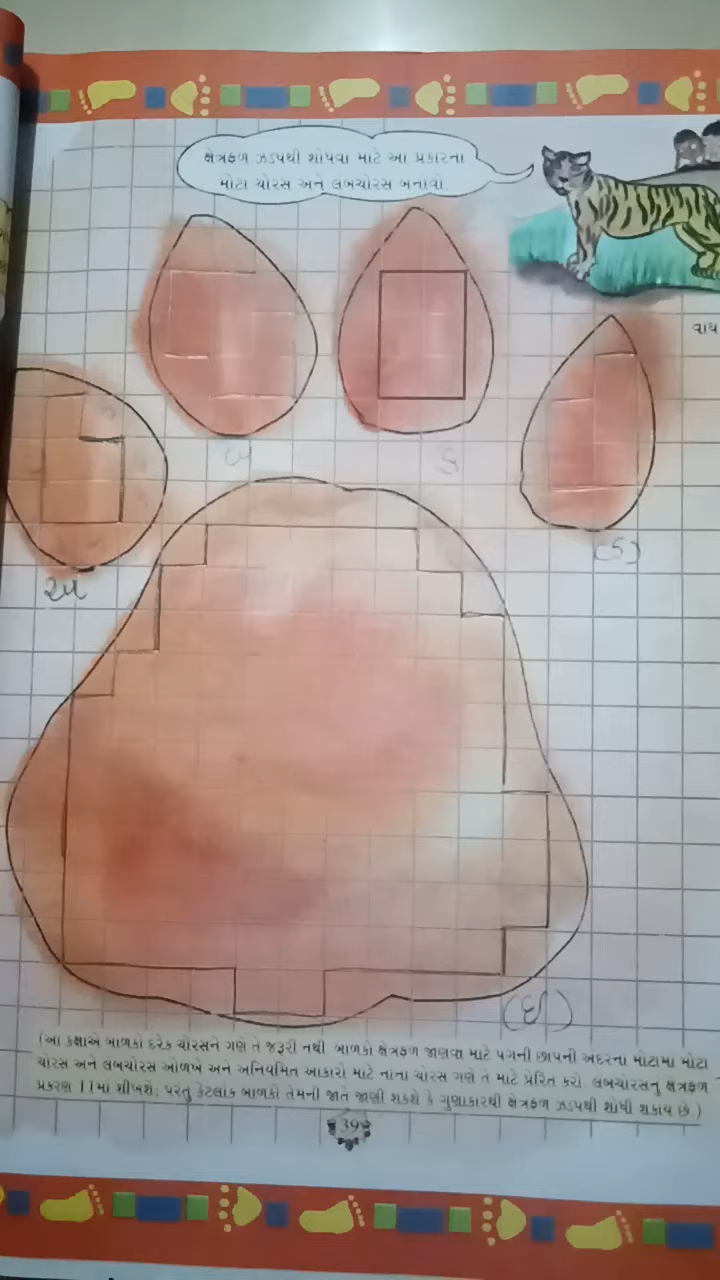 ક્ષેત્રફળ ઝડપથી શોધવા માટે આ પ્રકારના
મોટા ચોરસ અને લંબચોરસ બનાવો
વાઘ
બ
ક
(ડ)
અ
(ઇ)
(આ કક્ષાએ બાળકો દરેક ચોરસને ગણે તે જરૂરી નથી. બાળકો ક્ષેત્રફળ જાણવા માટે પગની છાપની અંદરના મોટામાં મોટા
ચોરસ અને લંબચોરસ ઓળખે અને અનિયમિત આકારો માટે નાના ચોરસ ગણે તે માટે પ્રેરિત કરો. લંબચોરસનું ક્ષેત્રફળ
પ્રકરણ 11માં શીખશે; પરંતુ કેટલાંક બાળકો તેમની જાતે જાણી શકશે કે ગુણાકારથી ક્ષેત્રફળ ઝડપથી શોધી શકાય છે.)
39